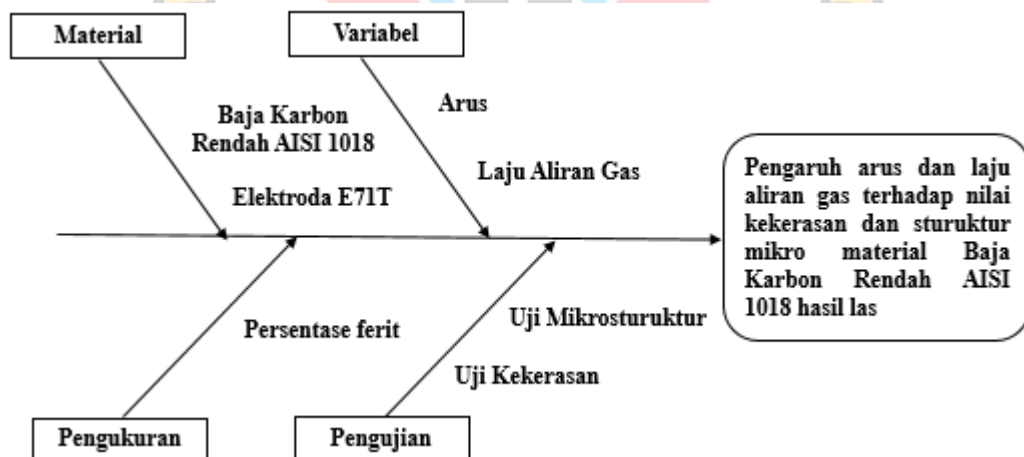 Material
Variabel
Baja Karbon
Rendah AISI 1018
Elektroda E71T
Arus
Laju Aliran Gas
Pengaruh arus dan laju
aliran gas terhadap nilai
kekerasan dan sturuktur
mikro material Baja
Karbon Rendah AISI
1018 hasil las
Persentase ferit
Uji Mikrosturuktur
Uji Kekerasan
Pengukuran
Pengujian